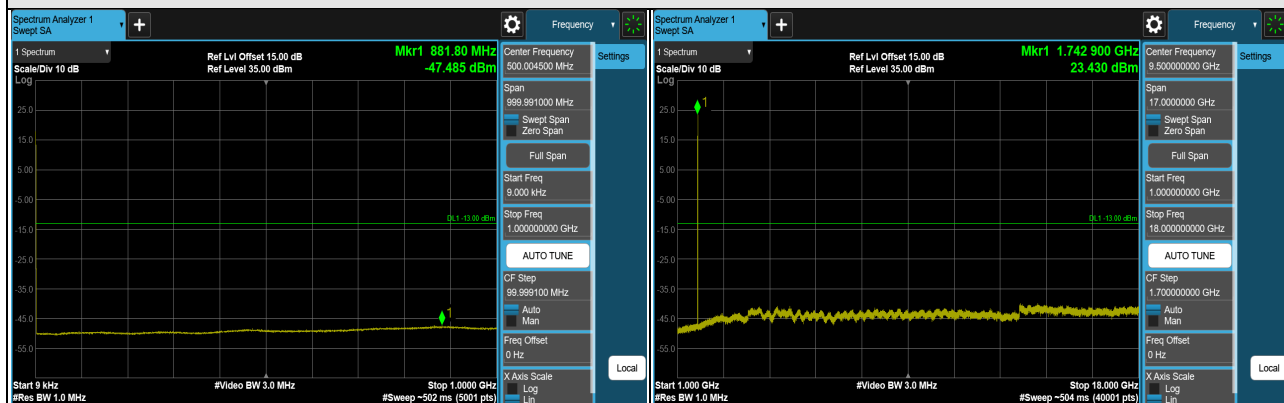 Spectrum Analyzer 1
Swept SA
+
Frequency
1 Spectrum
Scale/Div 10 dB
Log
Ref Lvl Offset 15.00 dB
Ref Level 35.00 dBm
Mkr1 881.80 MHz
-47.485 dBm
25.0
15.0
5.00
-5.00
-15.0
-25.0
-35.0
-45.0
-55.0
1
DL1 -13.00 dBm
Start 9 kHz
#Res BW 1.0 MHz
#Video BW 3.0 MHz
Stop 1.0000 GHz
#Sweep ~502 ms (5001 pts)
Center Frequency
500.004500 MHz
Settings
Span
999.991000 MHz
Swept Span
Zero Span
Full Span
Start Freq
9.000 kHz
Stop Freq
1.000000000 GHz
AUTO TUNE
CF Step
99.999100 MHz
Auto
Man
Freq Offset
0 Hz
X Axis Scale
Log
Lin
Local
Spectrum Analyzer 1
Swept SA
+
Frequency
1 Spectrum
Scale/Div 10 dB
Log
Ref Lvl Offset 15.00 dB
Ref Level 35.00 dBm
Mkr1 1.742 900 GHz
23.430 dBm
25.0
15.0
5.00
-5.00
-15.0
-25.0
-35.0
-45.0
-55.0
1
DL1 -13.00 dBm
Start 1.000 GHz
#Res BW 1.0 MHz
#Video BW 3.0 MHz
Stop 18.000 GHz
#Sweep ~504 ms (40001 pts)
Center Frequency
9.500000000 GHz
Settings
Span
17.0000000 GHz
Swept Span
Zero Span
Full Span
Start Freq
1.000000000 GHz
Stop Freq
18.000000000 GHz
AUTO TUNE
CF Step
1.700000000 GHz
Auto
Man
Freq Offset
0 Hz
X Axis Scale
Log
Lin
Local